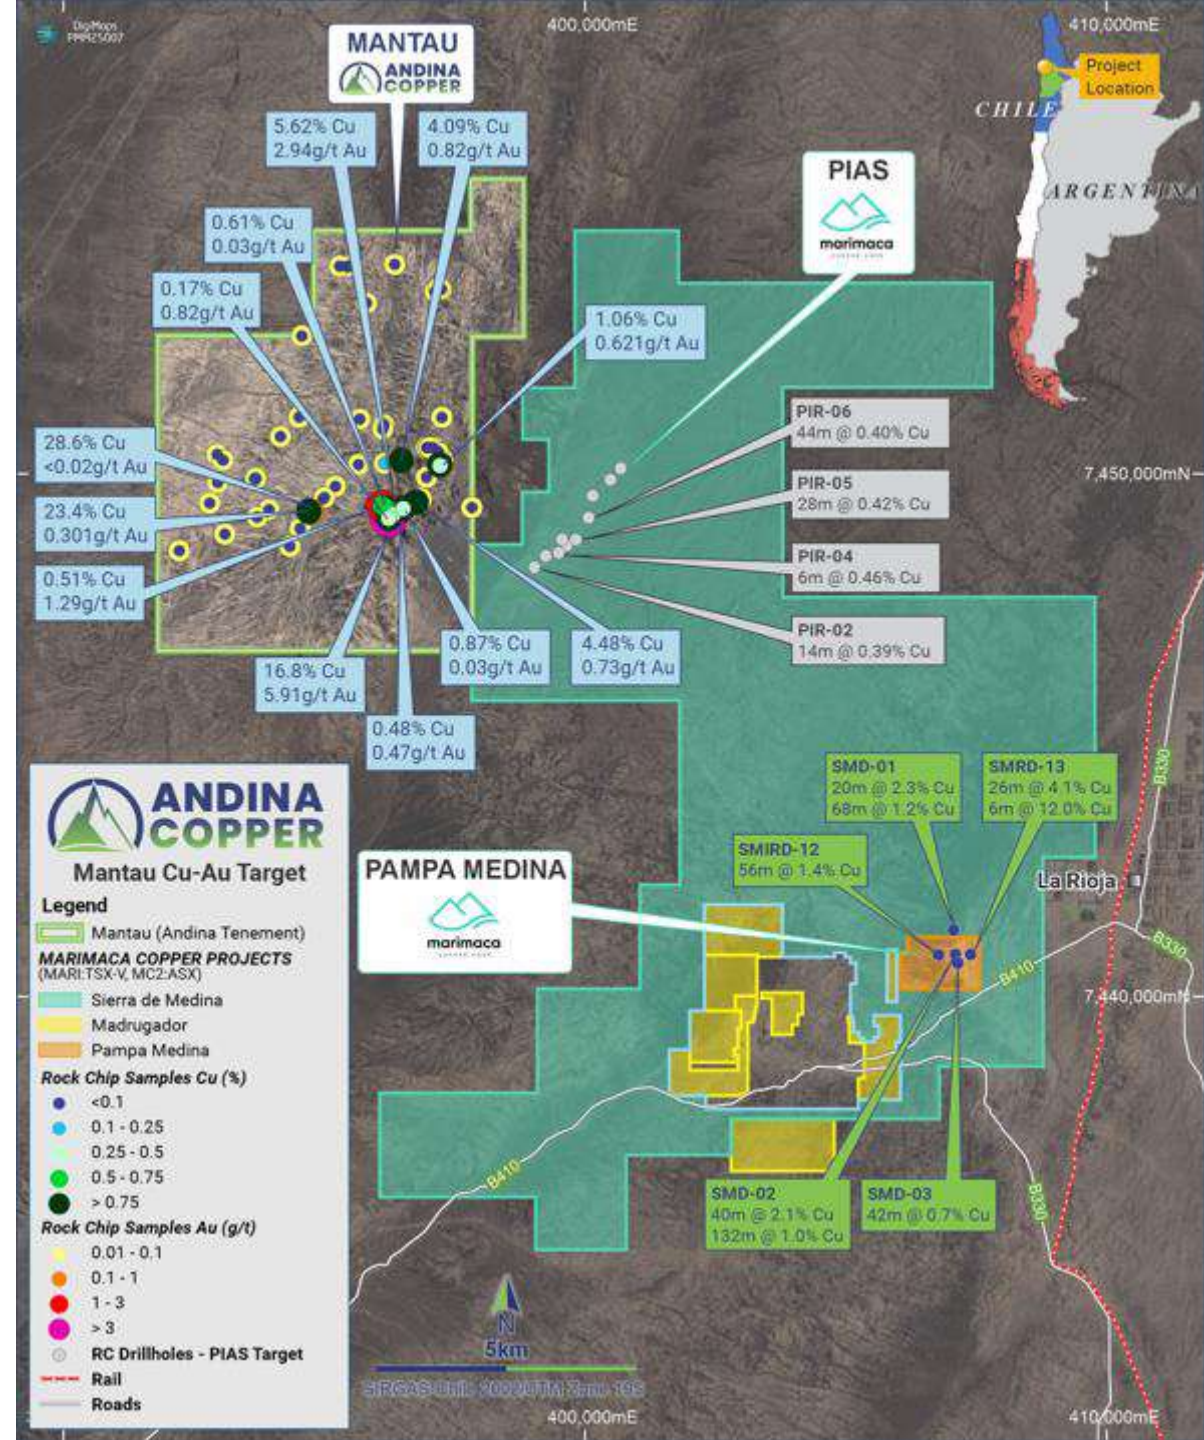 DigiMaps
PMM25007
400,000mE
410,000mE
MANTAU
ANDINA
COPPER
Project
Location
CHILE
ARGENTINA
5.62% Cu
2.94g/t Au
4.09% Cu
0.82g/t Au
PIAS
marimaca
0.61% Cu
0.03g/t Au
0.17% Cu
0.82g/t Au
1.06% Cu
0.621g/t Au
28.6% Cu
<0.02g/t Au
23.4% Cu
0.301g/t Au
0.51% Cu
1.29g/t Au
PIR-06
44m @ 0.40% Cu
7,450,000mN
PIR-05
28m @ 0.42% Cu
PIR-04
6m @ 0.46% Cu
PIR-02
14m @ 0.39% Cu
16.8% Cu
5.91g/t Au
0.87% Cu
0.03g/t Au
4.48% Cu
0.73g/t Au
0.48% Cu
0.47g/t Au
SMD-01
20m @ 2.3% Cu
68m @ 1.2% Cu
SMRD-13
26m @ 4.1% Cu
6m @ 12.0% Cu
B330
SMIRD-12
56m @ 1.4% Cu
La Rioja
PAMPA MEDINA
marimaca
B330
B410
7,440,000mN
B410
B330
SMD-02
40m @ 2.1% Cu
132m @ 1.0% Cu
SMD-03
42m @ 0.7% Cu
ANDINA
COPPER
Mantau Cu-Au Target
Legend
Mantau (Andina Tenement)
MARIMACA COPPER PROJECTS
(MARI:TSX-V, MC2:ASX)
Sierra de Medina
Madrugador
Pampa Medina
Rock Chip Samples Cu (%)
<0.1
0.1 - 0.25
0.25 - 0.5
0.5 - 0.75
> 0.75
Rock Chip Samples Au (g/t)
0.01 - 0.1
0.1 - 1
1 - 3
> 3
RC Drillholes - PIAS Target
Rail
Roads
N
5km
SIRGAS-Chile 2002/UTM Zone 19S
400,000mE
410,000mE